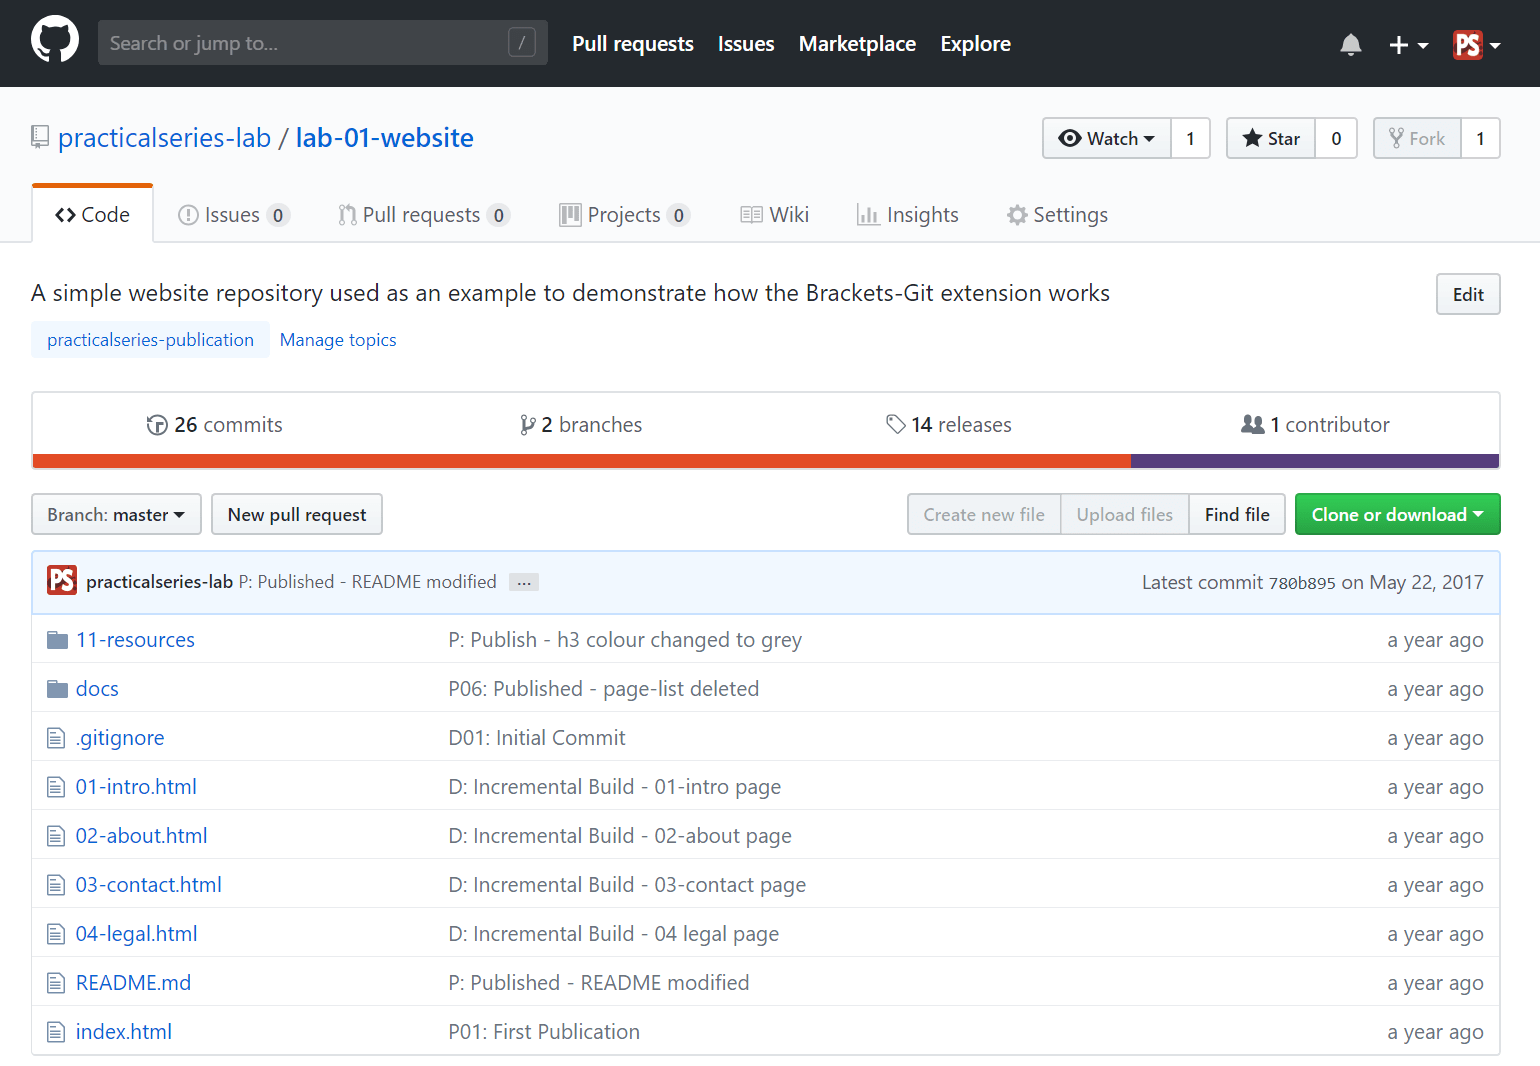 Search or jump to... / Pull requests Issues Marketplace Explore PS
practicalseries-lab / lab-01-website Watch 1 Star 0 Fork 1
Code Issues 0 Pull requests 0 Projects 0 Wiki Insights Settings
A simple website repository used as an example to demonstrate how the Brackets-Git extension works Edit
practicalseries-publication Manage topics
26 commits 2 branches 14 releases 1 contributor
Branch: master New pull request Create new file Upload files Find file Clone or download
PS practicalseries-lab P: Published - README modified ... Latest commit 780b895 on May 22, 2017
11-resources P: Publish - h3 colour changed to grey a year ago
docs P06: Published - page-list deleted a year ago
.gitignore D01: Initial Commit a year ago
01-intro.html D: Incremental Build - 01-intro page a year ago
02-about.html D: Incremental Build - 02-about page a year ago
03-contact.html D: Incremental Build - 03-contact page a year ago
04-legal.html D: Incremental Build - 04 legal page a year ago
README.md P: Published - README modified a year ago
index.html P01: First Publication a year ago